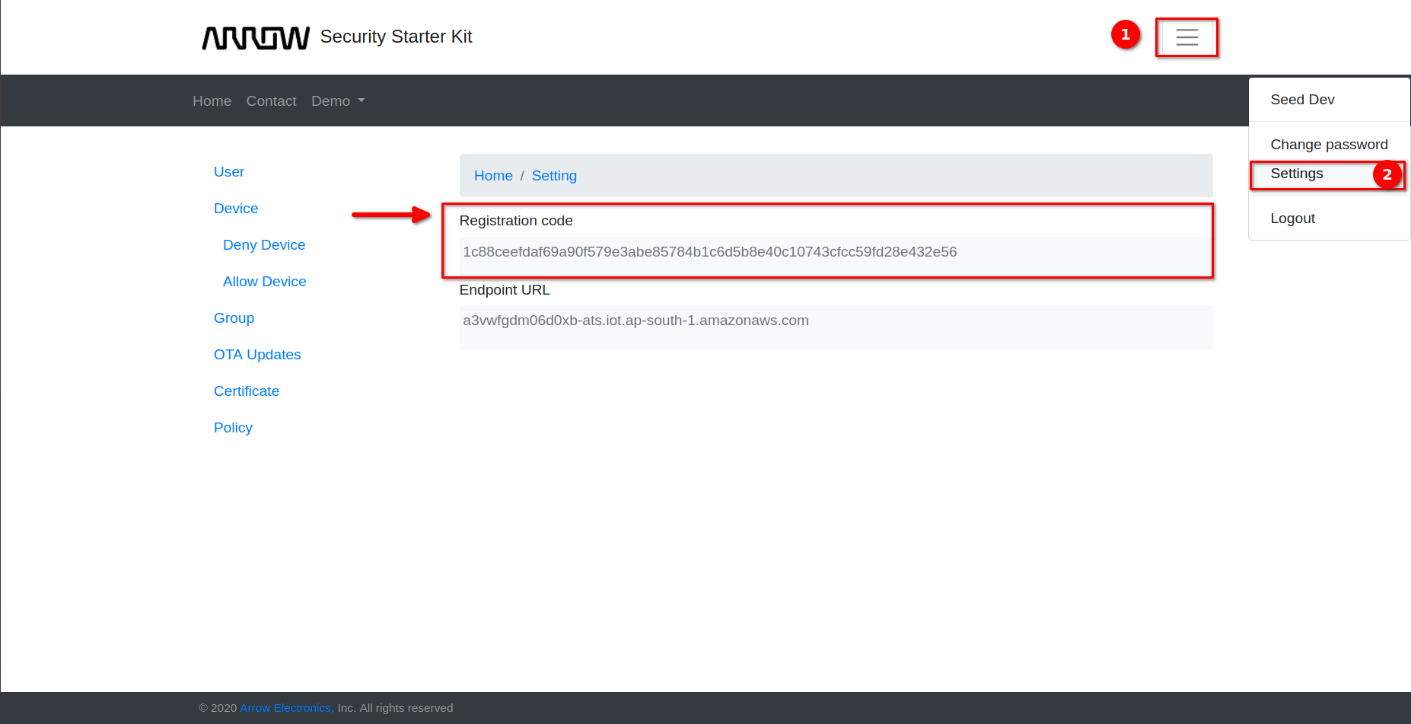 ARROW Security Starter Kit
1
Home Contact Demo
Seed Dev
Change password
Settings 2
Logout
User
Device
Deny Device
Allow Device
Group
OTA Updates
Certificate
Policy
Home / Setting
Registration code
1c88ceefdaf69a90f579e3abe85784b1c6d5b8e40c10743cfcc59fd28e432e56
Endpoint URL
a3vwfgdm06d0xb-ats.iot.ap-south-1.amazonaws.com
© 2020 Arrow Electronics, Inc. All rights reserved